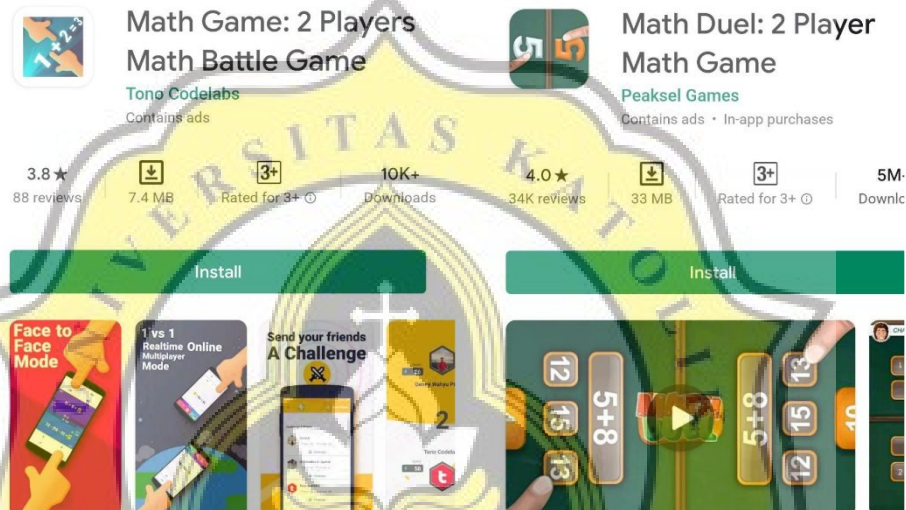 Math Game: 2 Players
Math Battle Game
Tono Codelabs
Contains ads
3.8★
88 reviews
7.4 MB
3+
Rated for 3+
10K+
Downloads
Install
Face to
Face
Mode
1 vs 1
Realtime Online
Multiplayer
Mode
Send your friends
A Challenge
2
Math Duel: 2 Player
Math Game
Peaksel Games
Contains ads • In-app purchases
4.0★
34K reviews
33 MB
3+
Rated for 3+
5M
Install
12
15
13
5+8
5+8
13
15
12
10
VERSITAS KATOLI